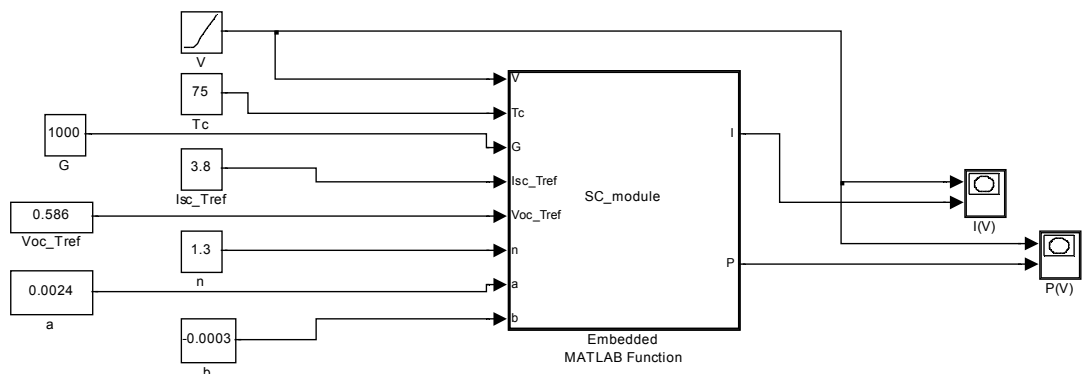 V
V
75
Tc
Tc
1000
G
G
I
3.8
Isc_Tref
Isc_Tref
SC_module
I(V)
0.586
Voc_Tref
Voc_Tref
1.3
n
n
P
P(V)
0.0024
a
a
-0.0003
b
b
Embedded
MATLAB Function